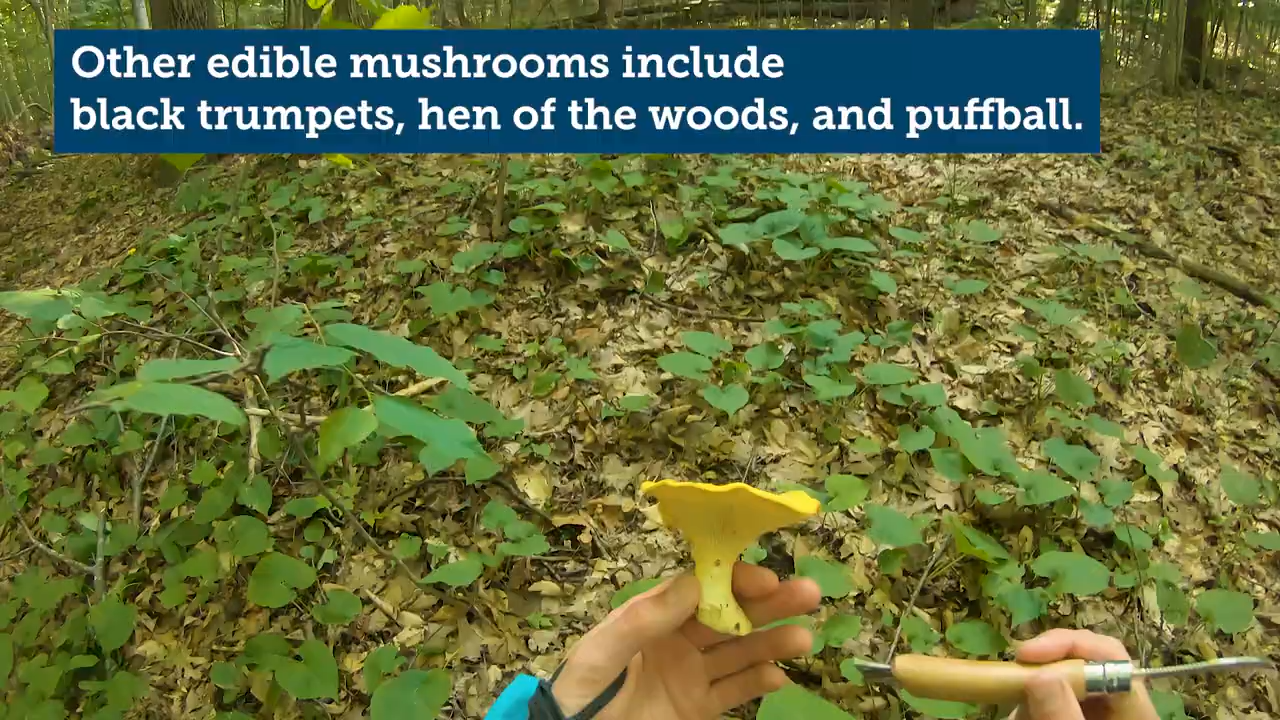 Other edible mushrooms include
black trumpets, hen of the woods, and puffball.